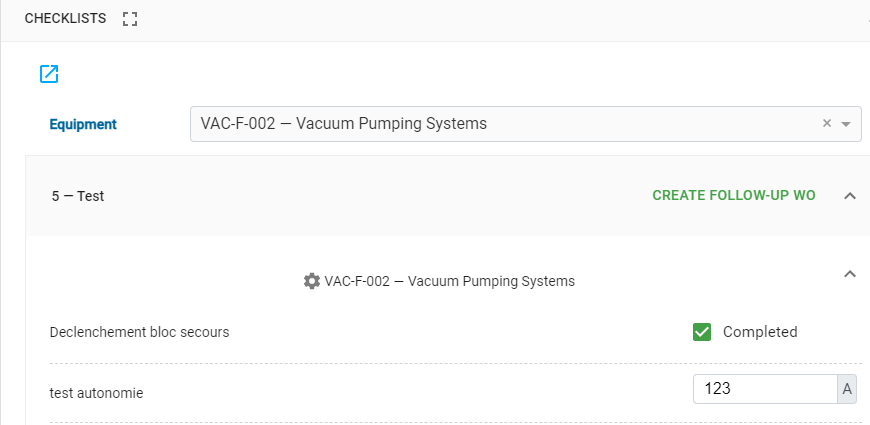 CHECKLISTS
Equipment
VAC-F-002 — Vacuum Pumping Systems
5 — Test
CREATE FOLLOW-UP WO
VAC-F-002 — Vacuum Pumping Systems
Declenchement bloc secours
Completed
test autonomie
123 A